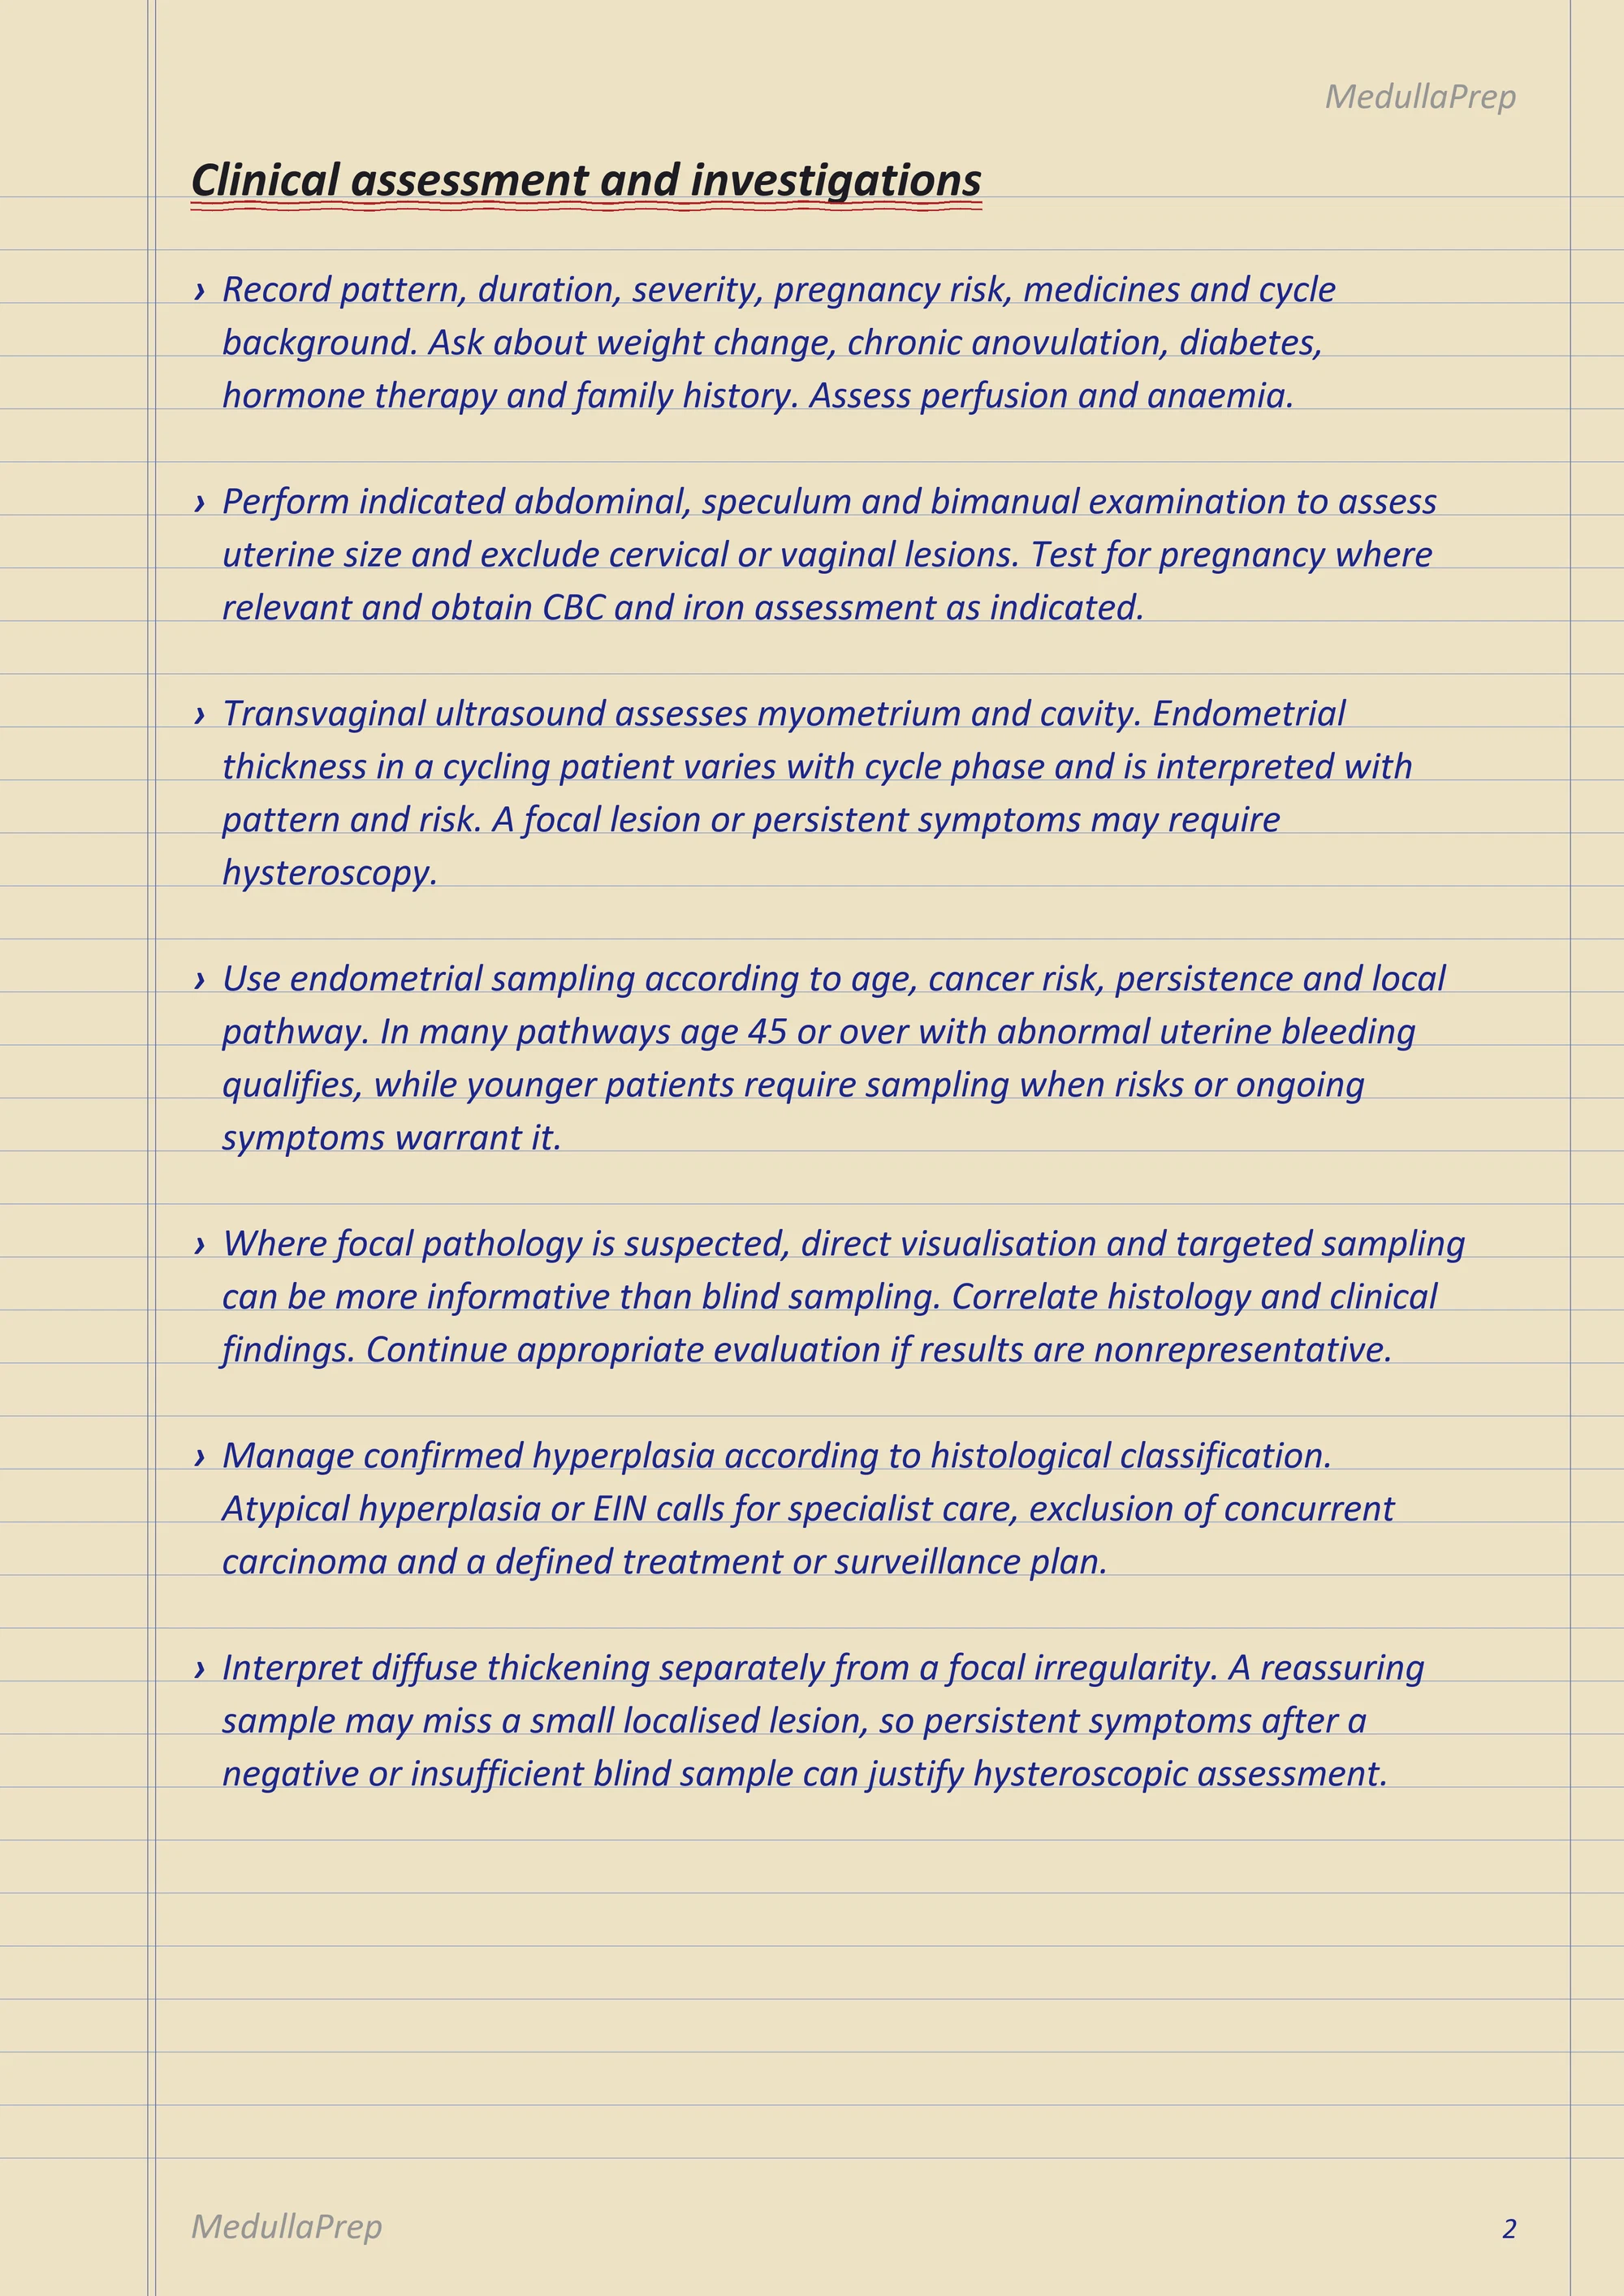 MedullaPrep
Clinical assessment and investigations
› Record pattern, duration, severity, pregnancy risk, medicines and cycle
background. Ask about weight change, chronic anovulation, diabetes,
hormone therapy and family history. Assess perfusion and anaemia.
› Perform indicated abdominal, speculum and bimanual examination to assess
uterine size and exclude cervical or vaginal lesions. Test for pregnancy where
relevant and obtain CBC and iron assessment as indicated.
› Transvaginal ultrasound assesses myometrium and cavity. Endometrial
thickness in a cycling patient varies with cycle phase and is interpreted with
pattern and risk. A focal lesion or persistent symptoms may require
hysteroscopy.
› Use endometrial sampling according to age, cancer risk, persistence and local
pathway. In many pathways age 45 or over with abnormal uterine bleeding
qualifies, while younger patients require sampling when risks or ongoing
symptoms warrant it.
› Where focal pathology is suspected, direct visualisation and targeted sampling
can be more informative than blind sampling. Correlate histology and clinical
findings. Continue appropriate evaluation if results are nonrepresentative.
› Manage confirmed hyperplasia according to histological classification.
Atypical hyperplasia or EIN calls for specialist care, exclusion of concurrent
carcinoma and a defined treatment or surveillance plan.
› Interpret diffuse thickening separately from a focal irregularity. A reassuring
sample may miss a small localised lesion, so persistent symptoms after a
negative or insufficient blind sample can justify hysteroscopic assessment.
MedullaPrep
2